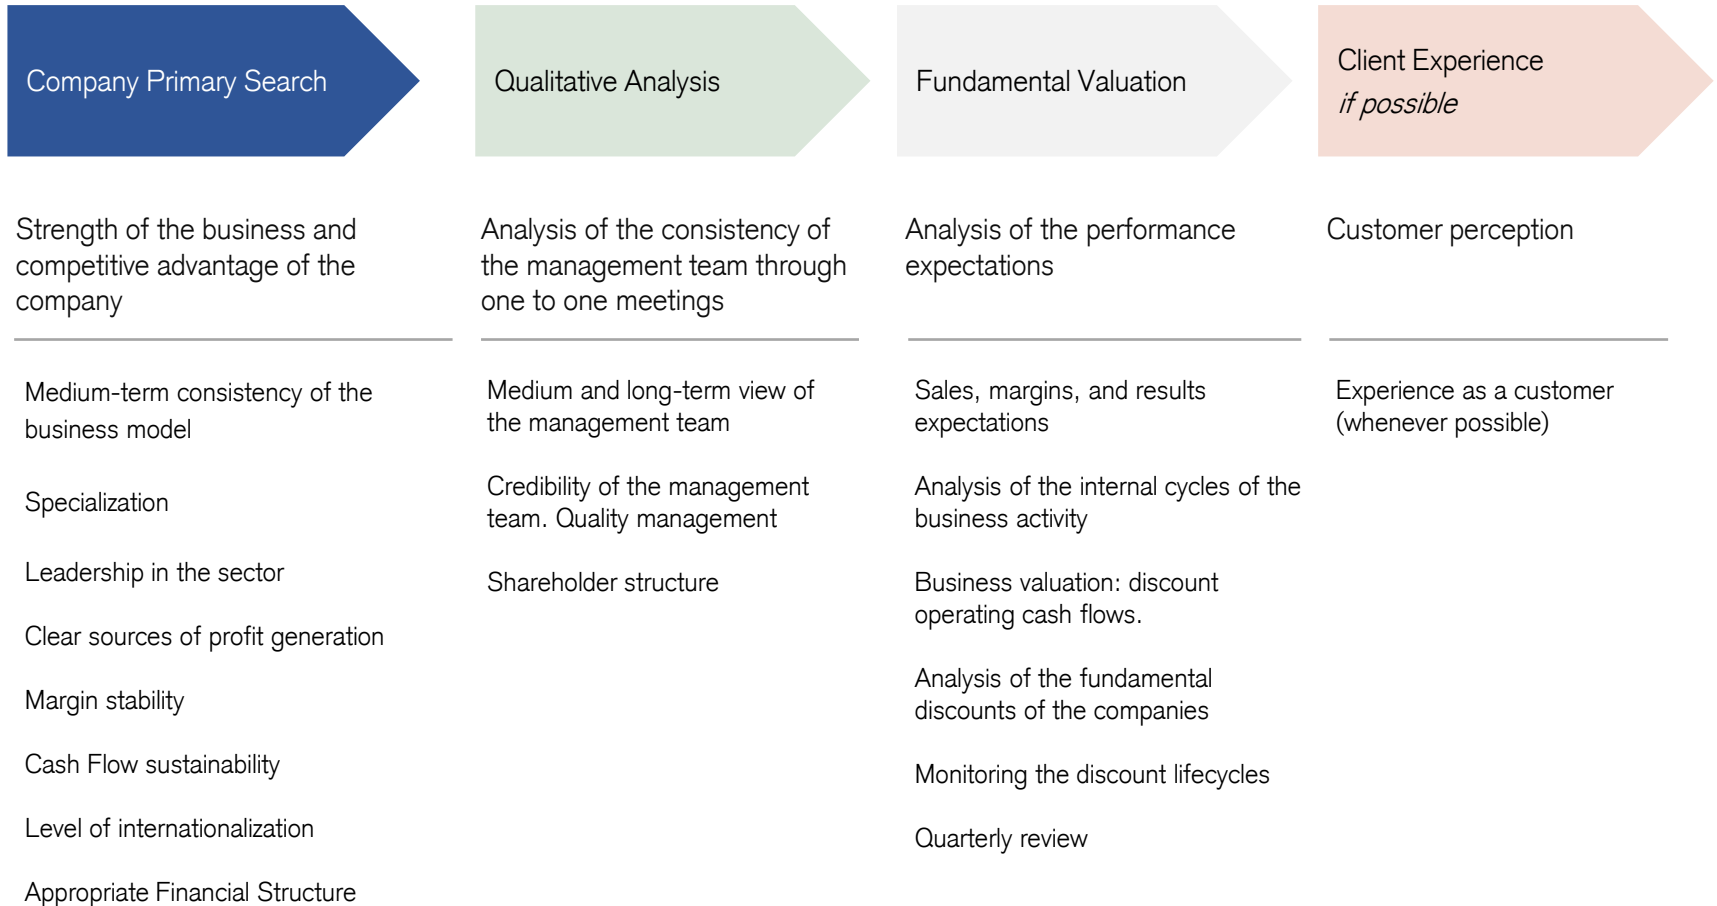 Company Primary Search
Qualitative Analysis
Fundamental Valuation
Client Experience
if possible
Strength of the business and
competitive advantage of the
company
Analysis of the consistency of
the management team through
one to one meetings
Analysis of the performance
expectations
Customer perception
Medium-term consistency of the
business model
Specialization
Leadership in the sector
Clear sources of profit generation
Margin stability
Cash Flow sustainability
Level of internationalization
Appropriate Financial Structure
Medium and long-term view of
the management team
Credibility of the management
team. Quality management
Shareholder structure
Sales, margins, and results
expectations
Analysis of the internal cycles of the
business activity
Business valuation: discount
operating cash flows.
Analysis of the fundamental
discounts of the companies
Monitoring the discount lifecycles
Quarterly review
Experience as a customer
(whenever possible)